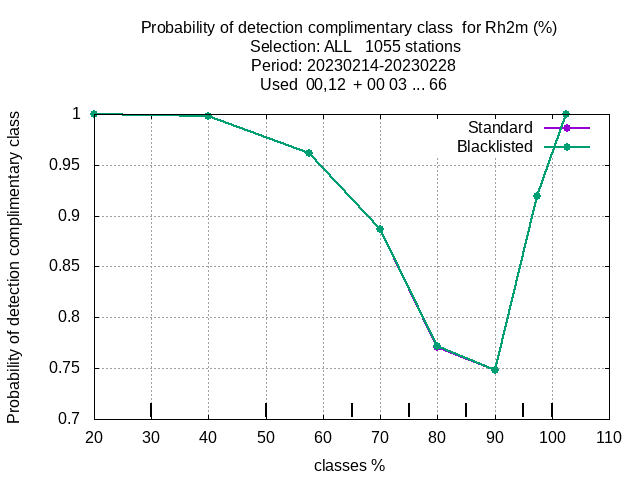 Probability of detection complimentary class  for Rh2m (%)
Selection: ALL   1055 stations
Period: 20230214-20230228
Used  00,12  + 00 03 ... 66
Probability of detection complimentary class
1
0.95
0.9
0.85
0.8
0.75
0.7
Standard
Blacklisted
20 30 40 50 60 70 80 90 100 110
classes %